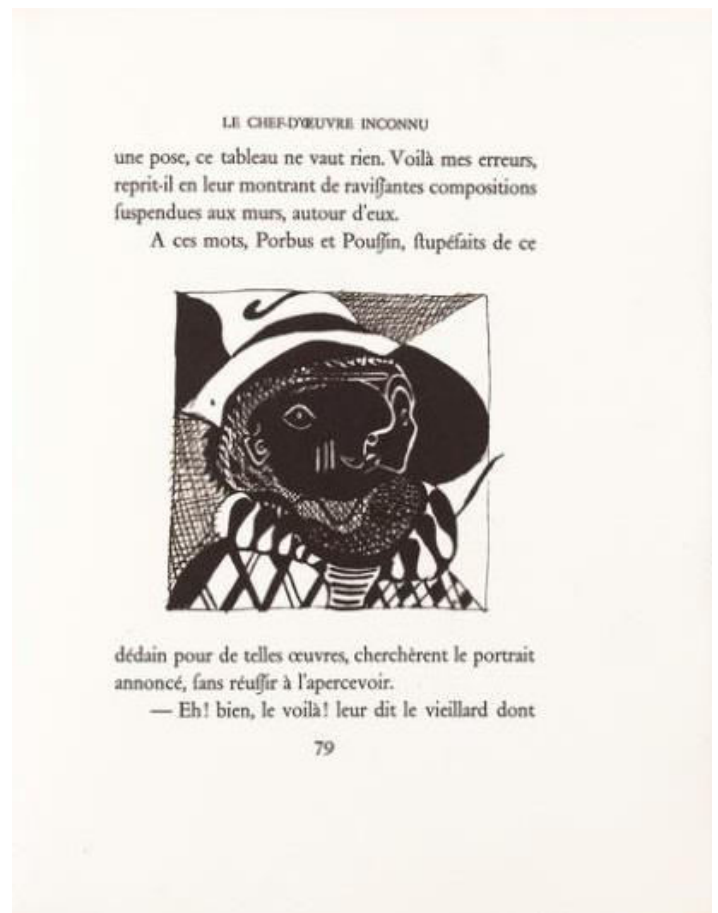 LE CHEF-D'ŒUVRE INCONNU
une pose, ce tableau ne vaut rien. Voilà mes erreurs,
reprit-il en leur montrant de raviſſantes compositions
ſuspendues aux murs, autour d'eux.
A ces mots, Porbus et Pouſſin, ſtupéfaits de ce
dédain pour de telles œuvres, cherchèrent le portrait
annoncé, ſans réuſſir à l'apercevoir.
— Eh! bien, le voilà! leur dit le vieillard dont
79